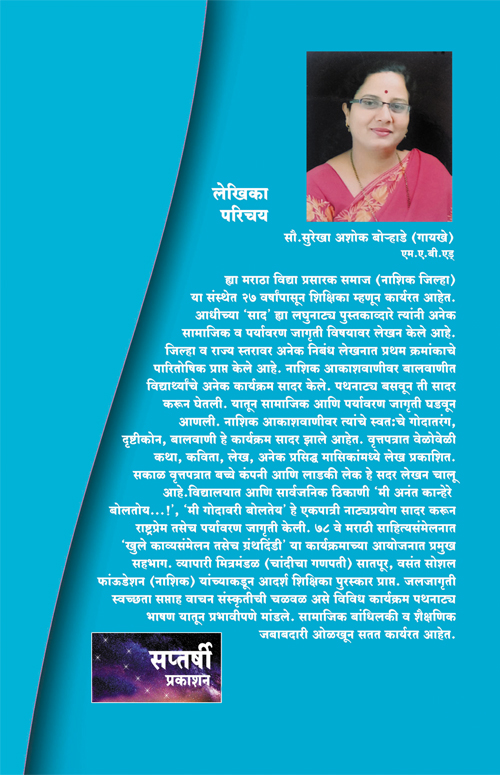 लेखिका
परिचय
सौ.सुरेखा अशोक बोऱ्हाडे (गायखे)
एम.ए.बी.एड्
ह्या मराठा विद्या प्रसारक समाज (नाशिक जिल्हा)
या संस्थेत २७ वर्षांपासून शिक्षिका म्हणून कार्यरत आहेत.
आधीच्या 'साद' ह्या लघुनाट्य पुस्तकाव्दारे त्यांनी अनेक
सामाजिक व पर्यावरण जागृती विषयावर लेखन केले आहे.
जिल्हा व राज्य स्तरावर अनेक निबंध लेखनात प्रथम क्रमांकाचे
पारितोषिक प्राप्त केले आहे. नाशिक आकाशवाणीवर बालवाणीत
विद्यार्थ्यांचे अनेक कार्यक्रम सादर केले. पथनाट्य बसवून ती सादर
करून घेतली. यातून सामाजिक आणि पर्यावरण जागृती घडवून
आणली. नाशिक आकाशवाणीवर त्यांचे स्वत:चे गोदातरंग,
दृष्टीकोन, बालवाणी हे कार्यक्रम सादर झाले आहेत. वृत्तपत्रात वेळोवेळी
कथा, कविता, लेख, अनेक प्रसिद्ध मासिकांमध्ये लेख प्रकाशित.
सकाळ वृत्तपत्रात बच्चे कंपनी आणि लाडकी लेक हे सदर लेखन चालू
आहे.विद्यालयात आणि सार्वजनिक ठिकाणी 'मी अनंत कान्हेरे
बोलतोय...!', 'मी गोदावरी बोलतेय' हे एकपात्री नाट्यप्रयोग सादर करून
राष्ट्रप्रेम तसेच पर्यावरण जागृती केली. ७८ वे मराठी साहित्यसंमेलनात
'खुले काव्यसंमेलन तसेच ग्रंथदिंडी' या कार्यक्रमाच्या आयोजनात प्रमुख
सहभाग. व्यापारी मित्रमंडळ (चांदीचा गणपती) सातपूर, वसंत सोशल
फांऊडेशन (नाशिक) यांच्याकडून आदर्श शिक्षिका पुरस्कार प्राप्त. जलजागृती
स्वच्छता सप्ताह वाचन संस्कृतीची चळवळ असे विविध कार्यक्रम पथनाट्य
भाषण यातून प्रभावीपणे मांडले. सामाजिक बांधिलकी व शैक्षणिक
जबाबदारी ओळखून सतत कार्यरत आहेत.
सप्तर्षी
प्रकाशन